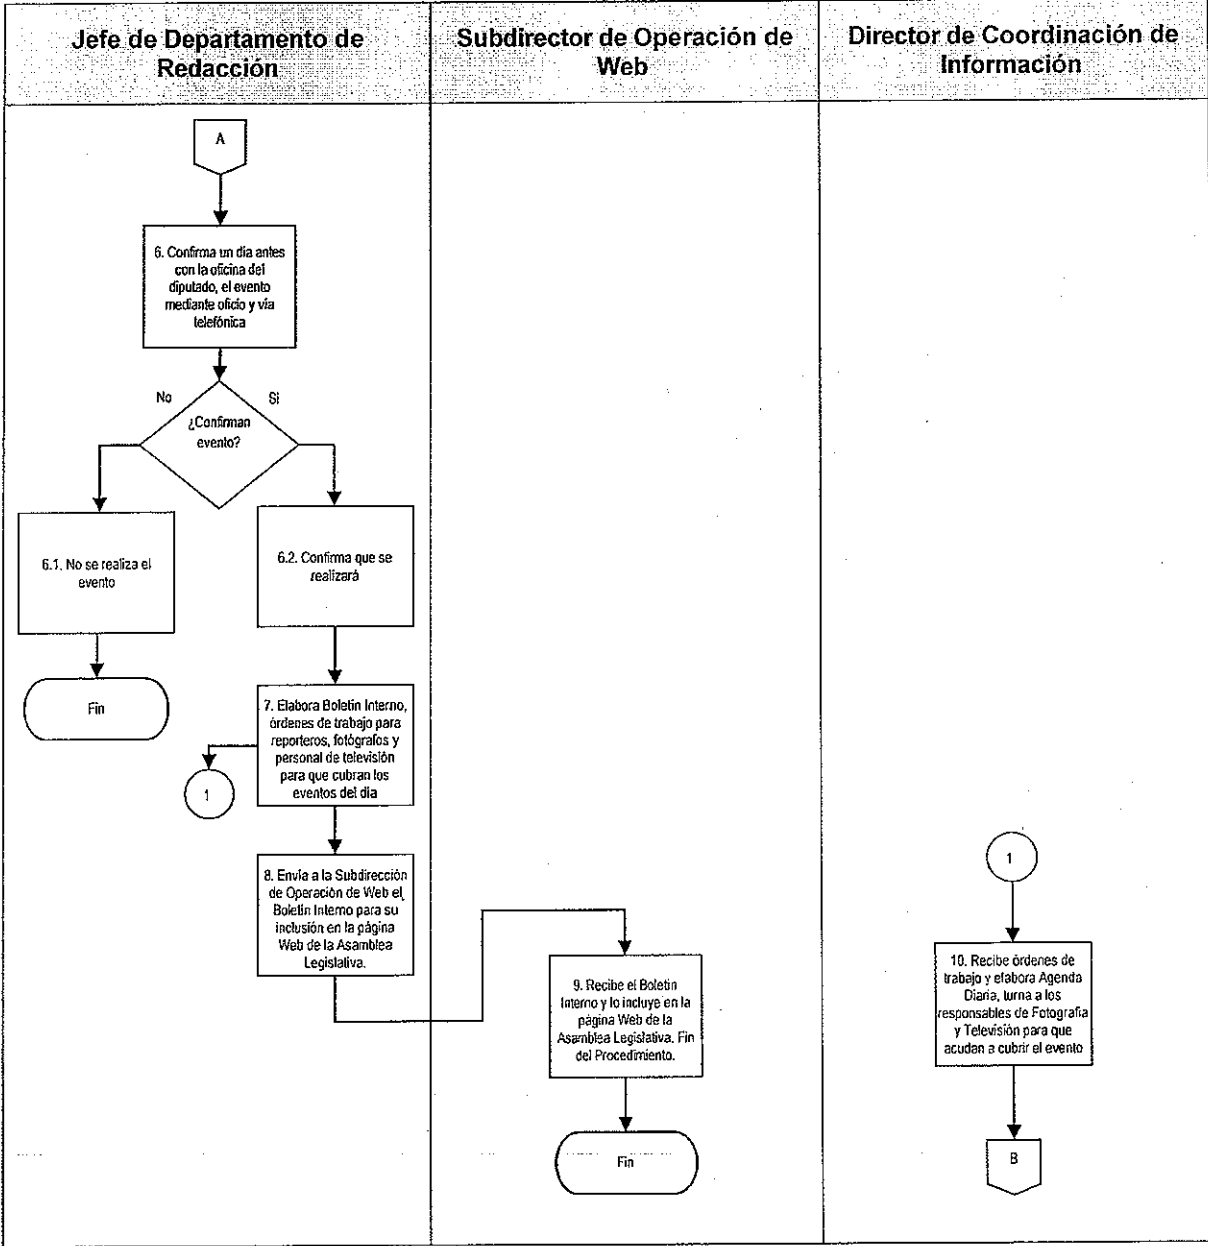 Jefe de Departamento de
Redacción
Subdirector de Operación de
Web
Director de Coordinación de
Información
A
6. Confirma un día antes
con la oficina del
diputado, el evento
mediante oficio y vía
telefónica
No
Si
¿Confirman
evento?
6.1. No se realiza el
evento
6.2. Confirma que se
realizará
Fin
7. Elabora Boletín Interno,
órdenes de trabajo para
reporteros, fotógrafos y
personal de televisión
para que cubran los
eventos del día
1
8. Envía a la Subdirección
de Operación de Web el
Boletín Interno para su
inclusión en la página
Web de la Asamblea
Legislativa.
9. Recibe el Boletín
Interno y lo incluye en la
página Web de la
Asamblea Legislativa. Fin
del Procedimiento.
Fin
1
10. Recibe órdenes de
trabajo y elabora Agenda
Diaria, turna a los
responsables de Fotografía
y Televisión para que
acudan a cubrir el evento
B